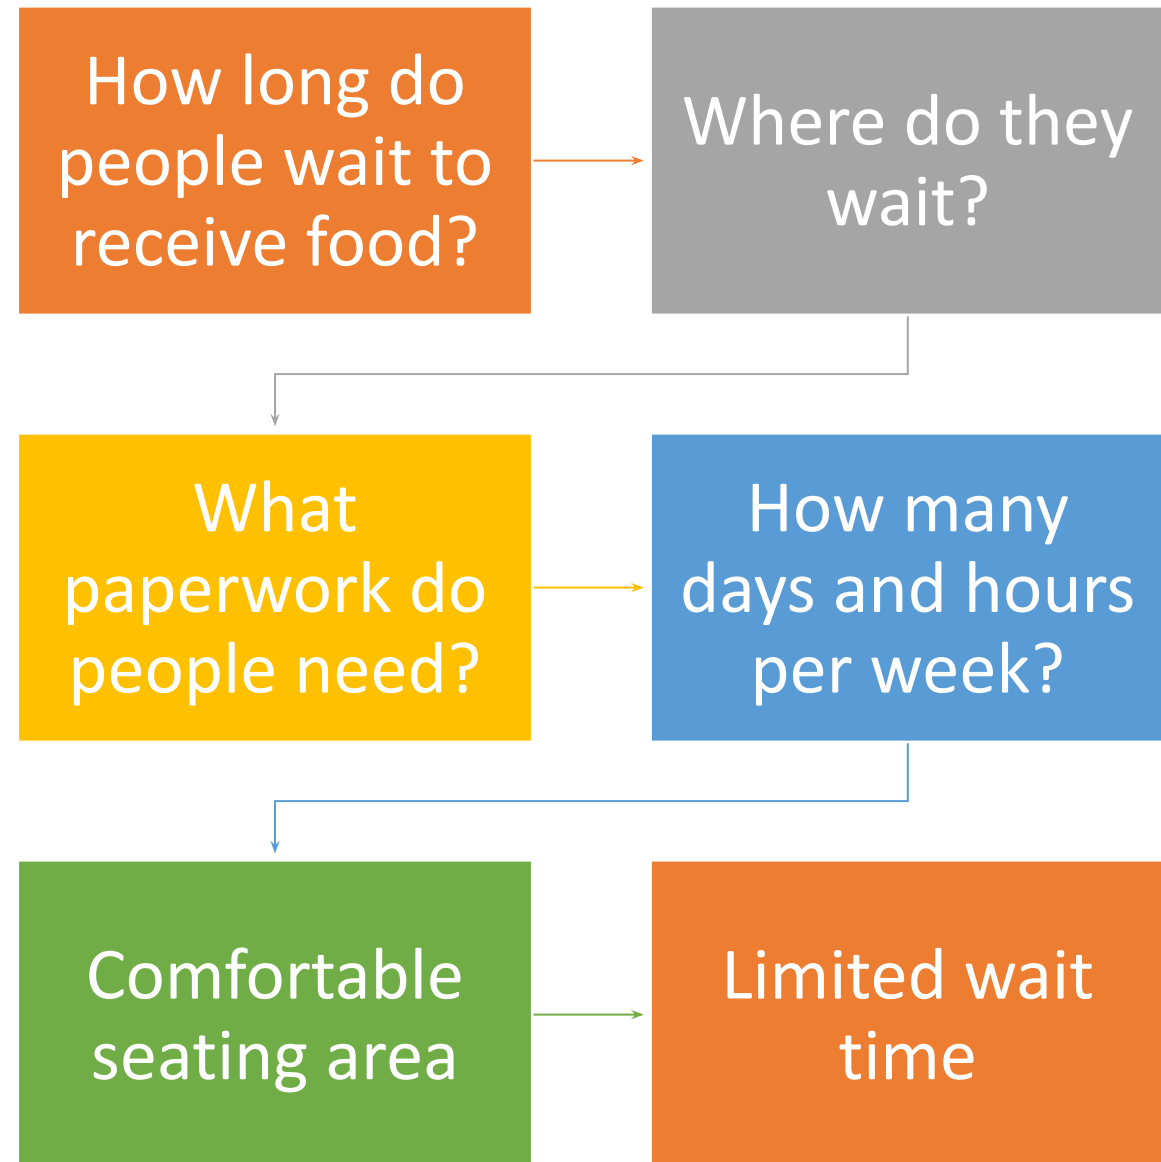 How long do
people wait to
receive food?
Where do they
wait?
What
paperwork do
people need?
How many
days and hours
per week?
Comfortable
seating area
Limited wait
time